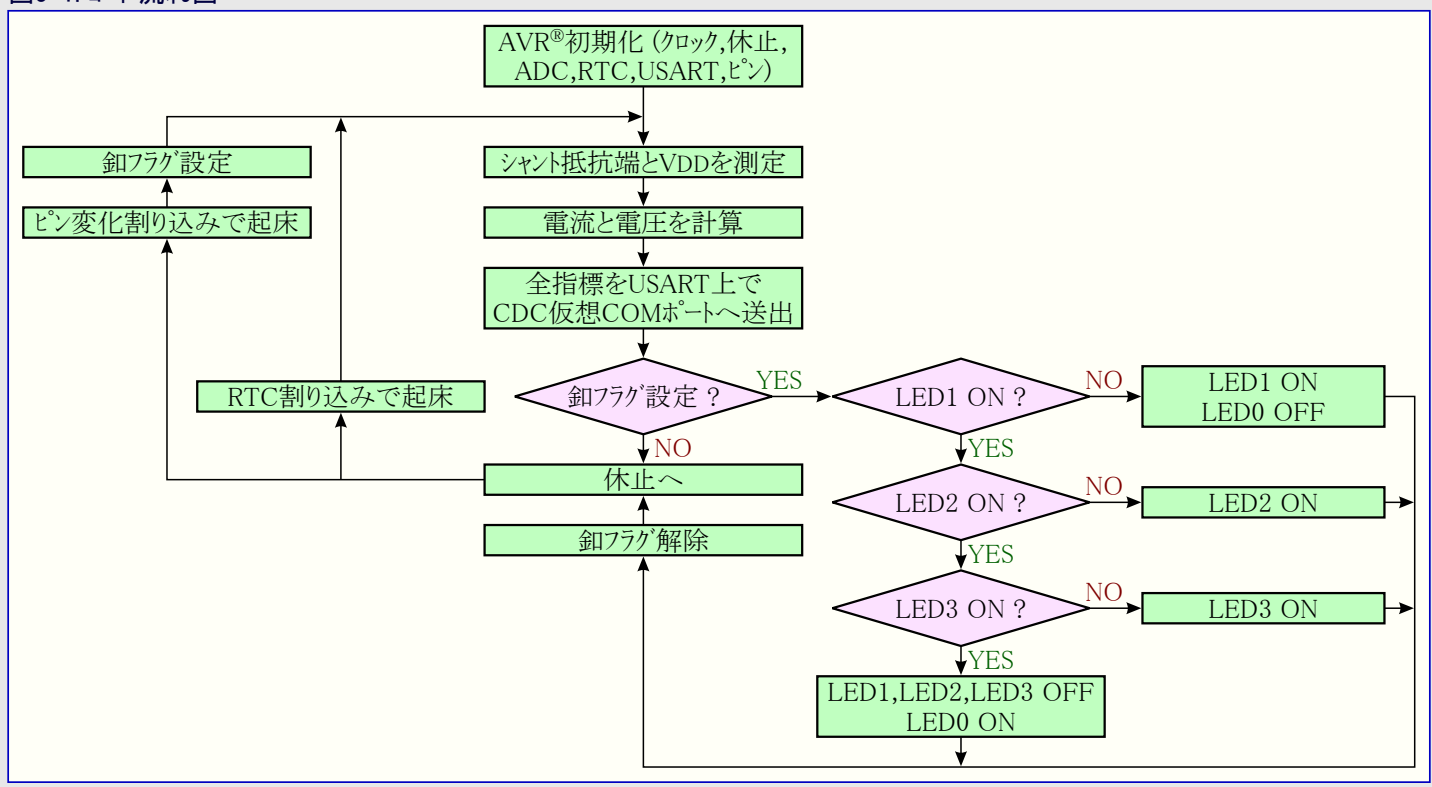 AVR®初期化 (クロック,休止,
ADC,RTC,USART,ピン)
釦フラグ設定
シャント抵抗端とVDDを測定
ピン変化割り込みで起床
電流と電圧を計算
全指標をUSART上で
CDC仮想COMポートへ送出
RTC割り込みで起床
釦フラグ設定 ?
YES
LED1 ON ?
NO
LED1 ON
LED0 OFF
NO
YES
休止へ
LED2 ON ?
NO
LED2 ON
釦フラグ解除
YES
LED3 ON ?
NO
LED3 ON
YES
LED1,LED2,LED3 OFF
LED0 ON